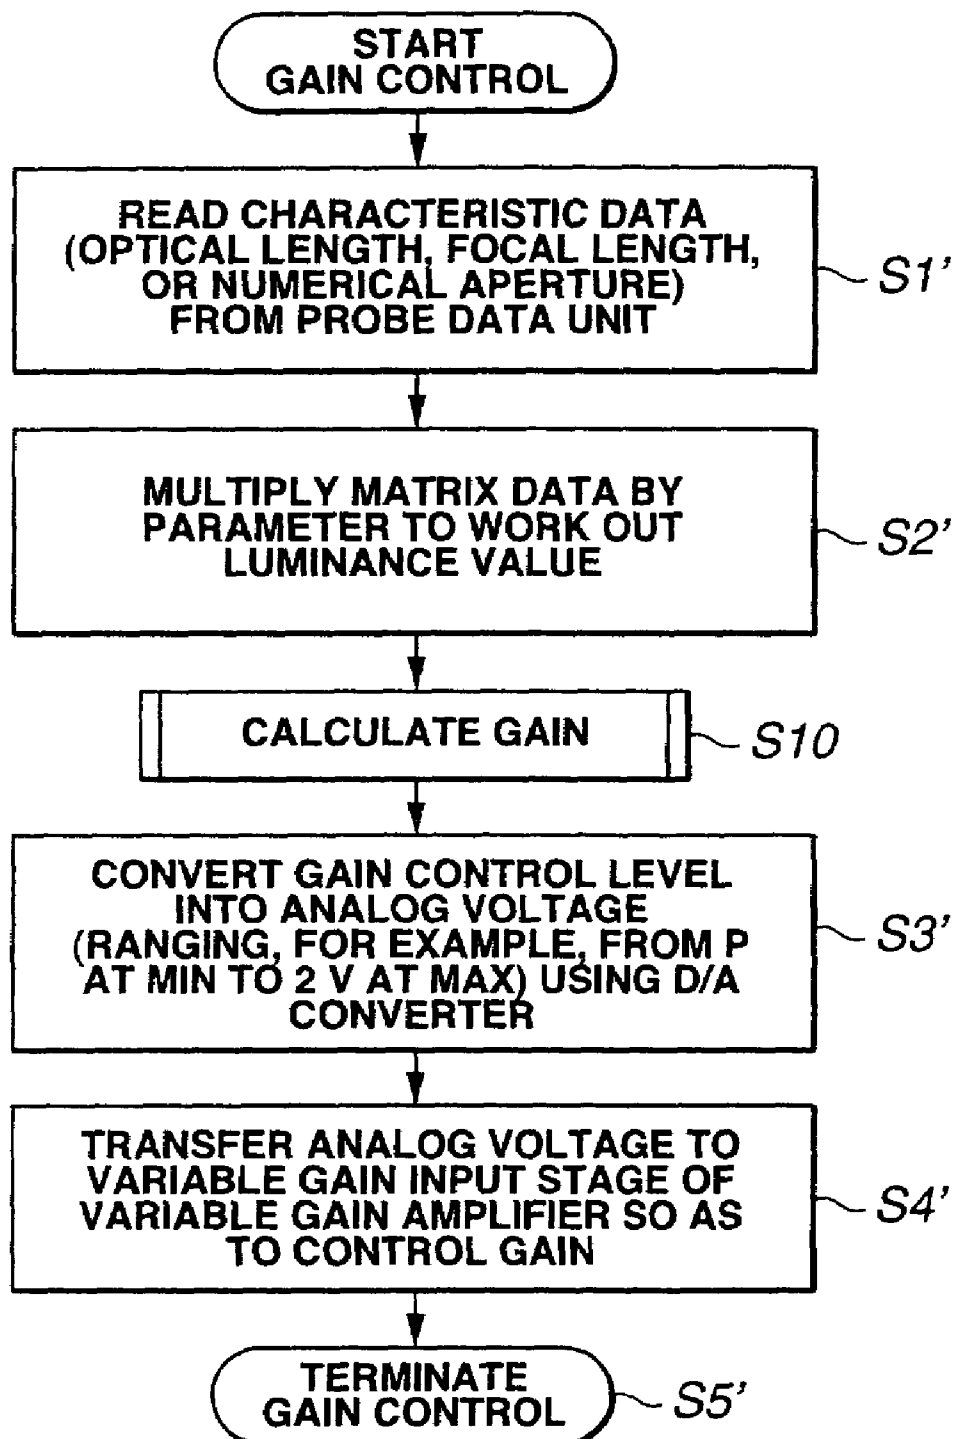 START
GAIN CONTROL
READ CHARACTERISTIC DATA
(OPTICAL LENGTH, FOCAL LENGTH,
OR NUMERICAL APERTURE)
FROM PROBE DATA UNIT
S1'
MULTIPLY MATRIX DATA BY
PARAMETER TO WORK OUT
LUMINANCE VALUE
S2'
CALCULATE GAIN
S10
CONVERT GAIN CONTROL LEVEL
INTO ANALOG VOLTAGE
(RANGING, FOR EXAMPLE, FROM P
AT MIN TO 2 V AT MAX) USING D/A
CONVERTER
S3'
TRANSFER ANALOG VOLTAGE TO
VARIABLE GAIN INPUT STAGE OF
VARIABLE GAIN AMPLIFIER SO AS
TO CONTROL GAIN
S4'
TERMINATE
GAIN CONTROL
S5'